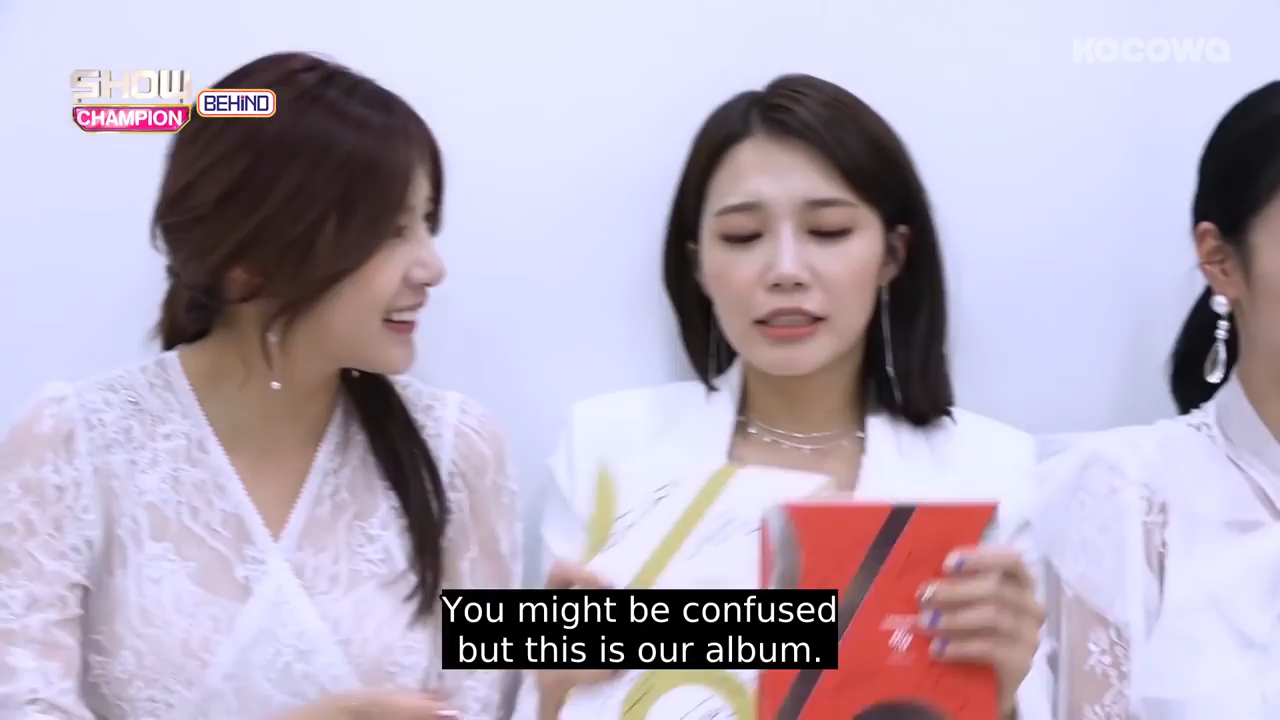 SHOW
CHAMPION
BEHIND
KOCOWA
You might be confused
but this is our album.